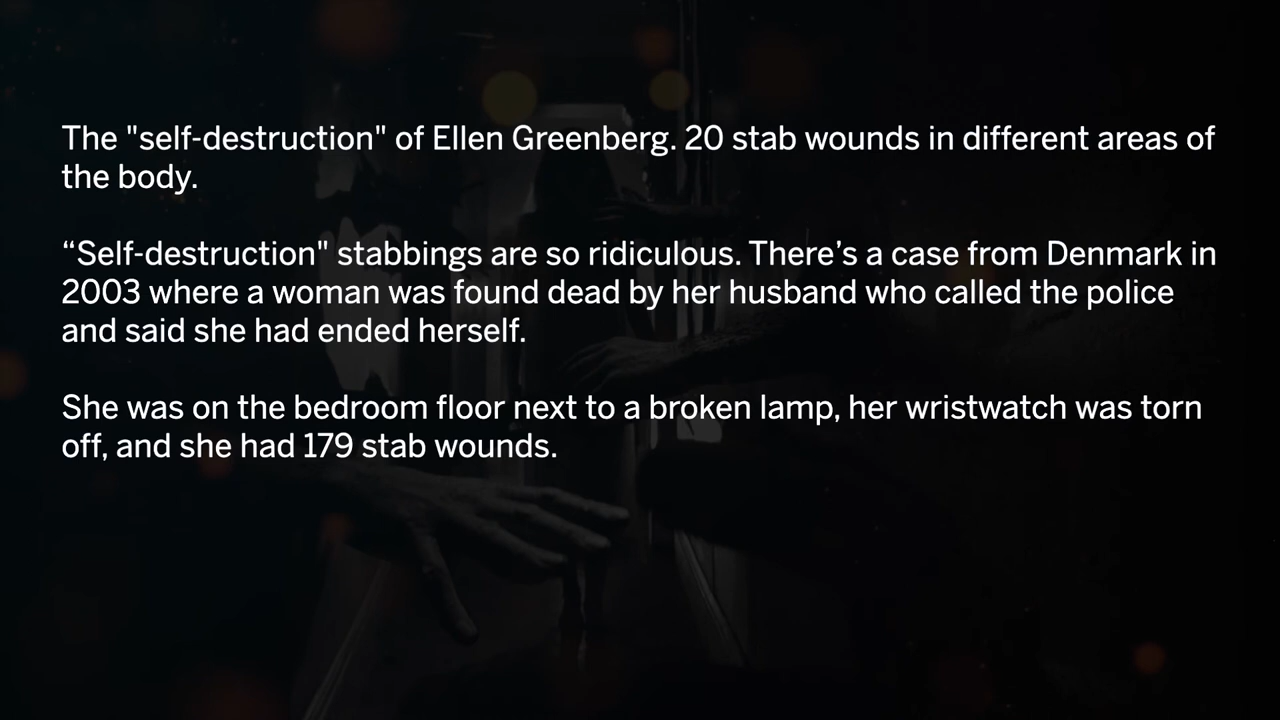 The "self-destruction" of Ellen Greenberg. 20 stab wounds in different areas of
the body.
“Self-destruction" stabbings are so ridiculous. There’s a case from Denmark in
2003 where a woman was found dead by her husband who called the police
and said she had ended herself.
She was on the bedroom floor next to a broken lamp, her wristwatch was torn
off, and she had 179 stab wounds.